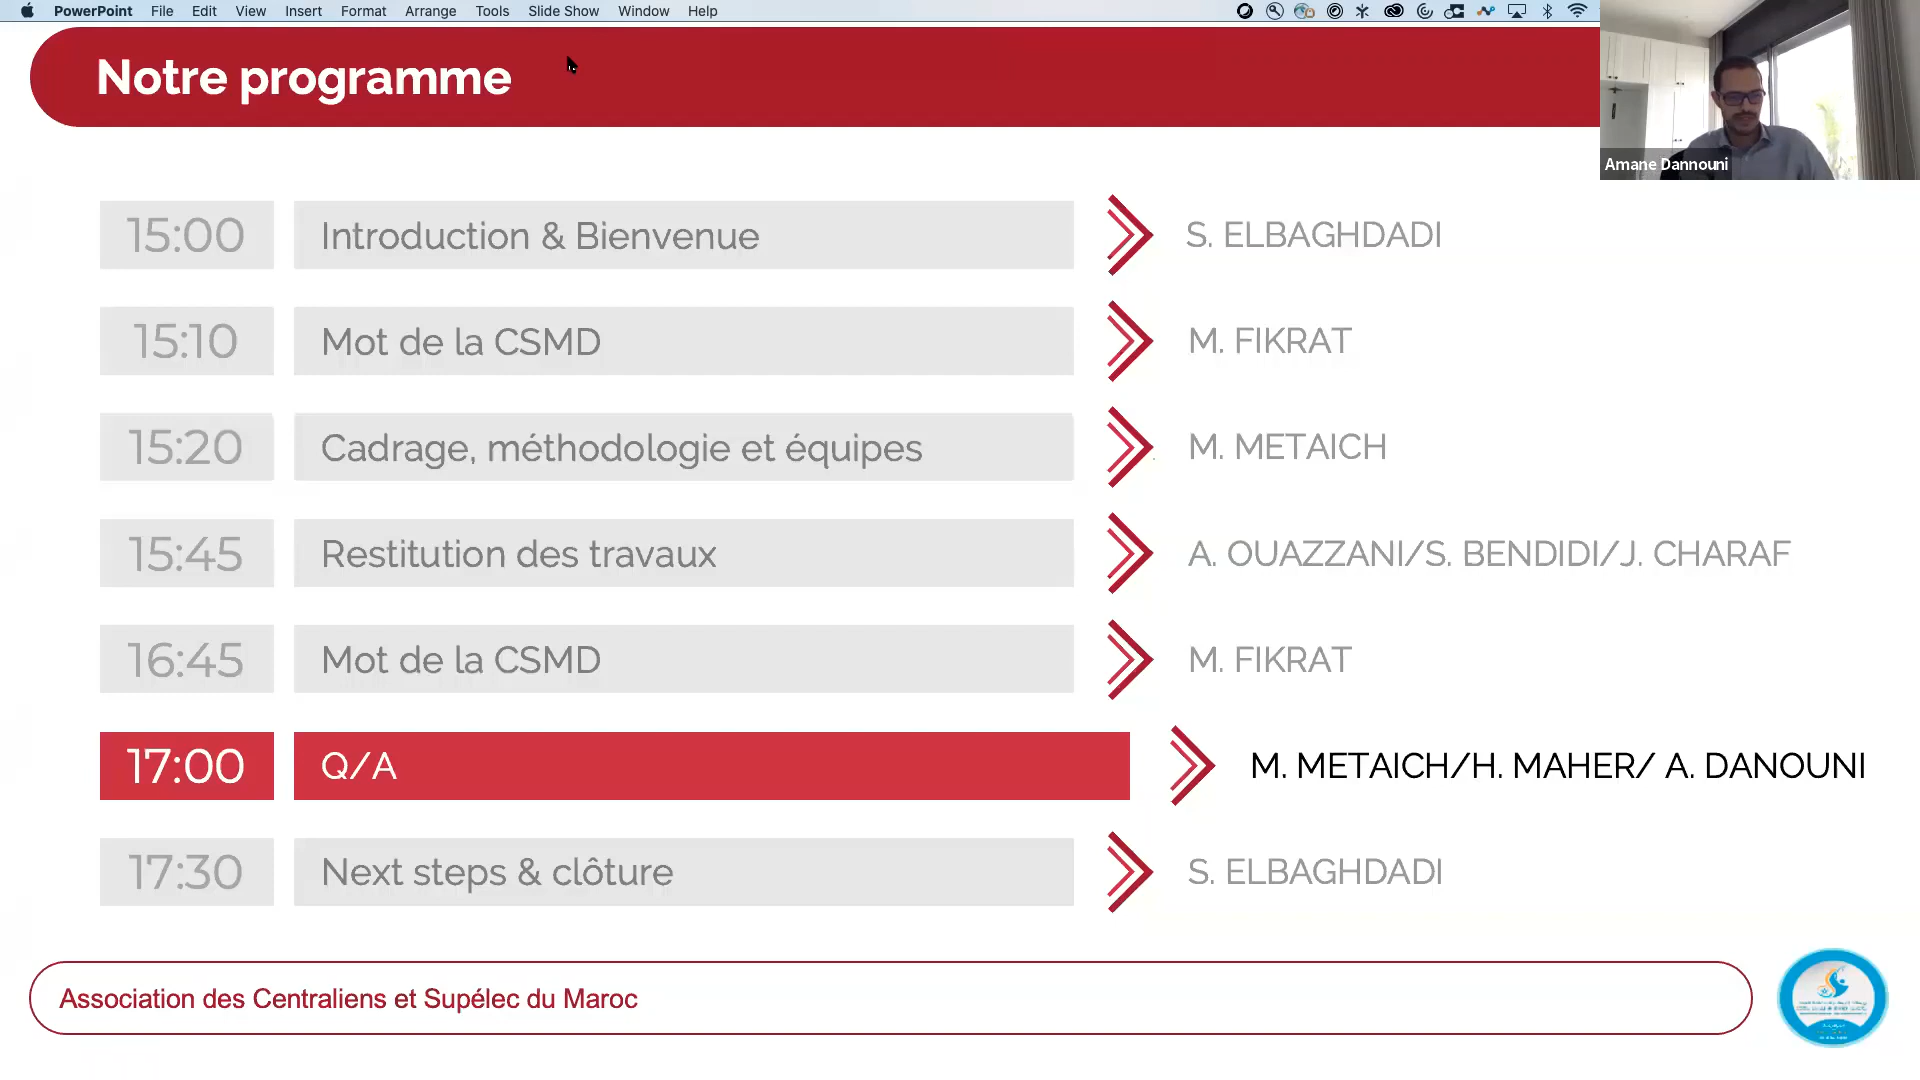 PowerPoint File Edit View Insert Format Arrange Tools Slide Show Window Help
Notre programme
Amane Dannouni
15:00 Introduction & Bienvenue S. ELBAGHDADI
15:10 Mot de la CSMD M. FIKRAT
15:20 Cadrage, méthodologie et équipes M. METAICH
15:45 Restitution des travaux A. OUAZZANI/S. BENDIDI/J. CHARAF
16:45 Mot de la CSMD M. FIKRAT
17:00 Q/A M. METAICH/H. MAHER/ A. DANOUNI
17:30 Next steps & clôture S. ELBAGHDADI
Association des Centraliens et Supélec du Maroc